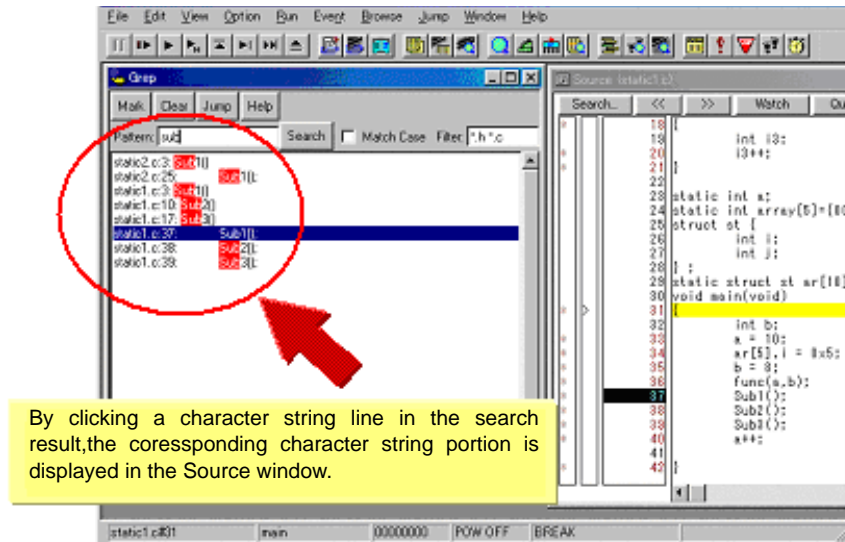 File Edit View Option Run Event Browse Jump Window Help
Grep
Mark Clear Jump Help
Pattern: sub Search Match Case Filter: *.h *.c
static2.c:3: Sub1()
static2.c:25: Sub1();
static1.c:3: Sub1()
static1.c:10: Sub2()
static1.c:17: Sub3()
static1.c:37: Sub1();
static1.c:38: Sub2();
static1.c:39: Sub3();
By clicking a character string line in the search
result,the coressponding character string portion is
displayed in the Source window.
Source (static1.c)
Search... << >> Watch
18 {
19 int i3;
20 i3++;
21 }
22
23 static int a;
24 static int array[5]=
25 struct st {
26 int i;
27 int j;
28 } ;
29 static struct st ar[10]
30 void main(void)
31 {
32 int b;
33 a = 10;
34 ar[5].i = 0x5;
35 b = 8;
36 func(a,b);
37 Sub1();
38 Sub2();
39 Sub3();
40 a++;
41
42 }
static1.c#31 main 00000000 POW OFF BREAK